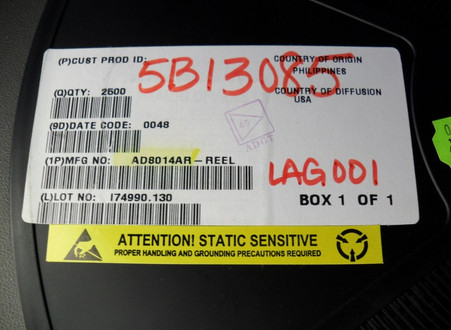 (P)CUST PROD ID:
5B13085
COUNTRY OF ORIGIN
PHILIPPINES
(Q)QTY: 2500
COUNTRY OF DIFFUSION
USA
(9D)DATE CODE: 0048
ADGT
(1P)MFG NO: AD8014AR-REEL
LAG001
(L)LOT NO: I74990.130
BOX 1 OF 1
ATTENTION! STATIC SENSITIVE
PROPER HANDLING AND GROUNDING PRECAUTIONS REQUIRED